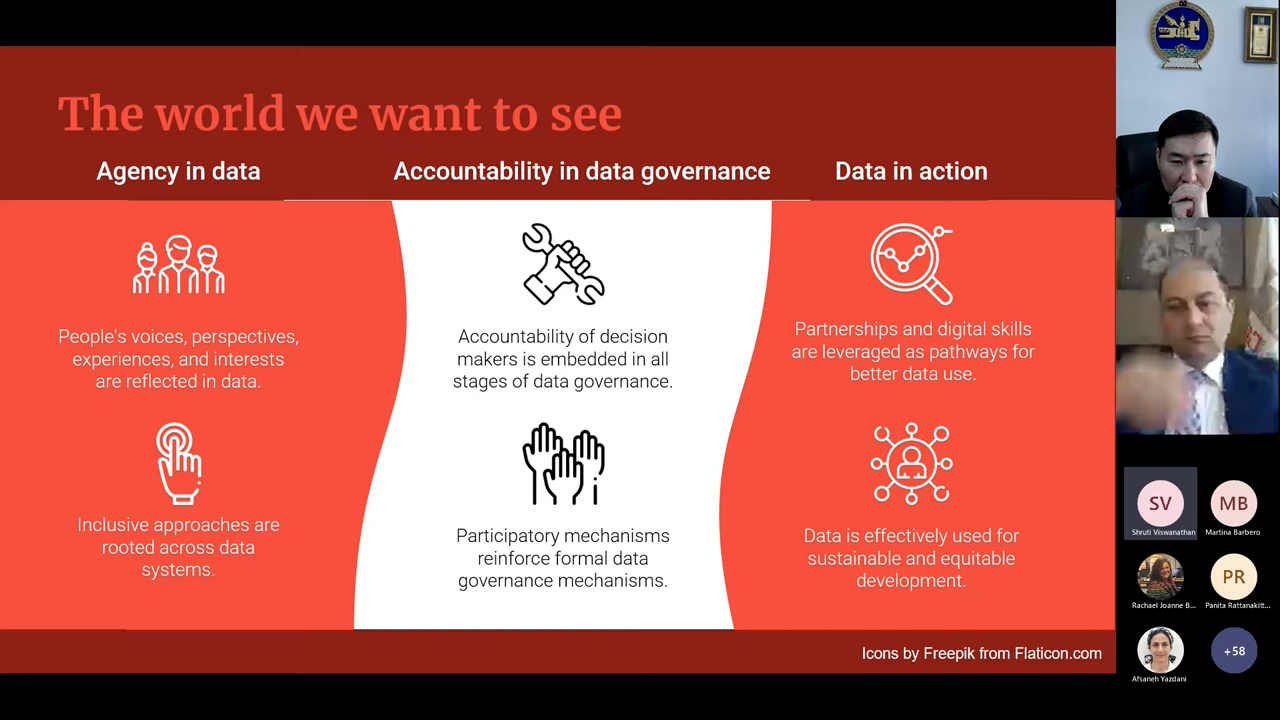 The world we want to see
Agency in data
Accountability in data governance
Data in action
People's voices, perspectives,
experiences, and interests
are reflected in data.
Accountability of decision
makers is embedded in all
stages of data governance.
Partnerships and digital skills
are leveraged as pathways for
better data use.
Inclusive approaches are
rooted across data
systems.
Participatory mechanisms
reinforce formal data
governance mechanisms.
Data is effectively used for
sustainable and equitable
development.
Icons by Freepik from Flaticon.com
SV
Shruti Viswanathan
MB
Martina Barbero
Rachael Joanne B...
PR
Panita Rattanakitt...
Afsaneh Yazdani
+58